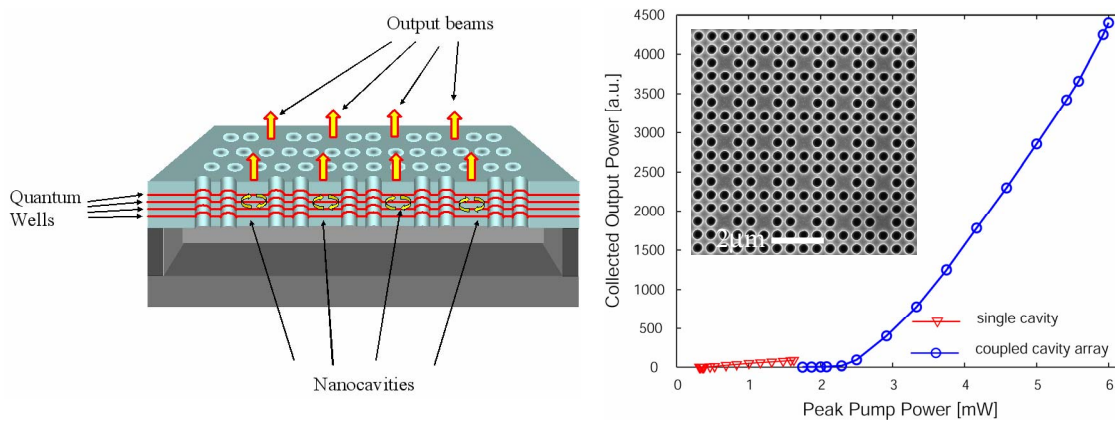 Output beams
Quantum
Wells
Nanocavities
Collected Output Power [a.u.]
4500
4000
3500
3000
2500
2000
1500
1000
500
0
2μm
single cavity
coupled cavity array
0
1
2
3
4
5
6
Peak Pump Power [mW]